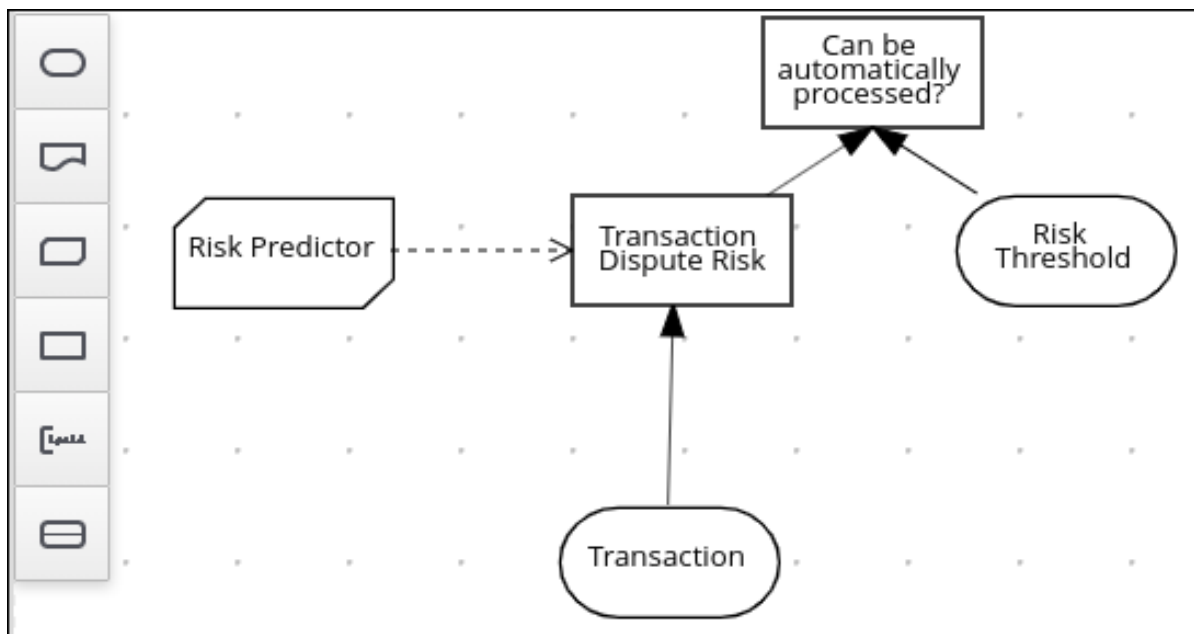 Can be
automatically
processed?
Risk Predictor
Transaction
Dispute Risk
Risk
Threshold
Transaction